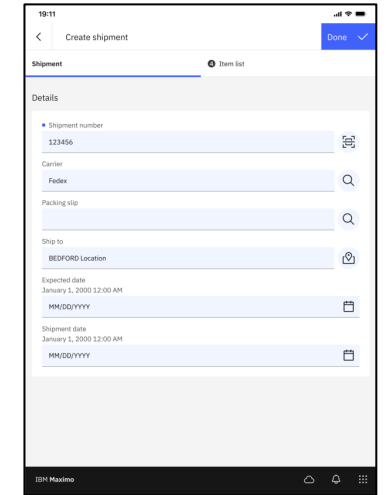 19:11
Create shipment
Done
Shipment
4 Item list
Details
Shipment number
123456
Carrier
Fedex
Packing slip
Ship to
BEDFORD Location
Expected date
January 1, 2000 12:00 AM
MM/DD/YYYY
Shipment date
January 1, 2000 12:00 AM
MM/DD/YYYY
IBM Maximo